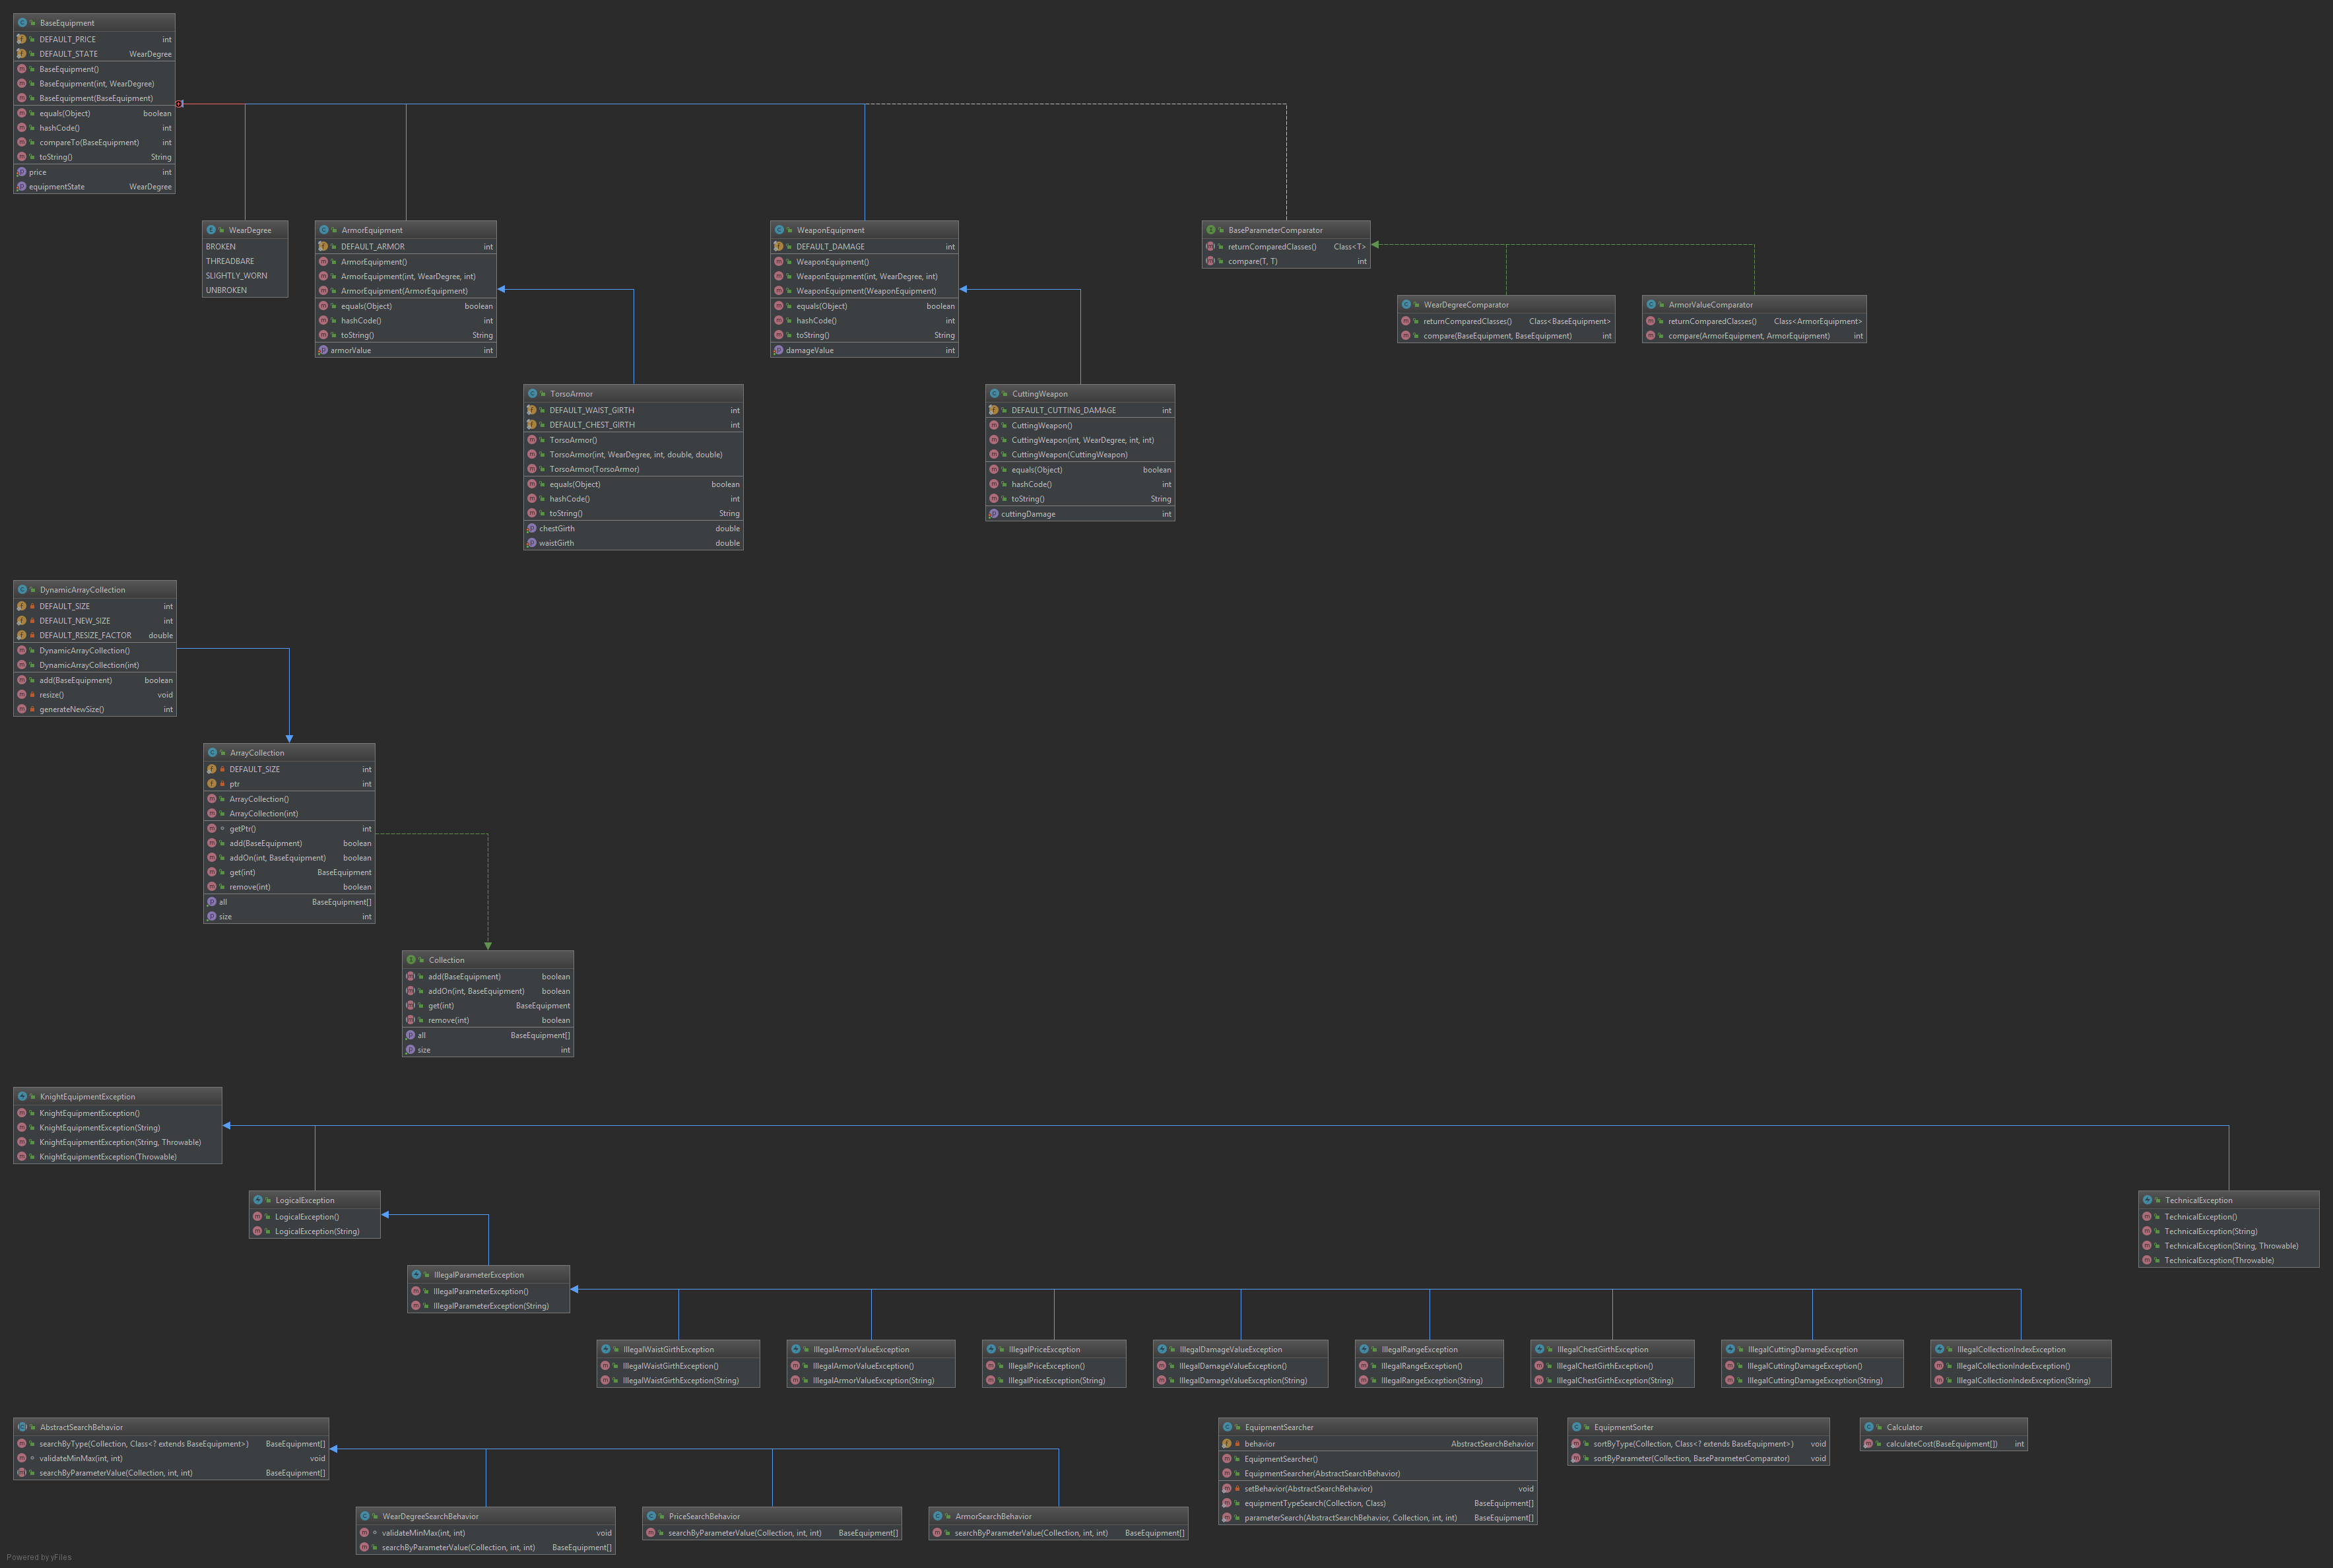 BaseEquipment
DEFAULT_PRICE int
DEFAULT_STATE WearDegree
BaseEquipment()
BaseEquipment(int, WearDegree)
BaseEquipment(BaseEquipment)
equals(Object) boolean
hashCode() int
compareTo(BaseEquipment) int
toString() String
price int
equipmentState WearDegree
WearDegree
BROKEN
THREADBARE
SLIGHTLY_WORN
UNBROKEN
ArmorEquipment
DEFAULT_ARMOR int
ArmorEquipment()
ArmorEquipment(int, WearDegree, int)
ArmorEquipment(ArmorEquipment)
equals(Object) boolean
hashCode() int
toString() String
armorValue int
WeaponEquipment
DEFAULT_DAMAGE int
WeaponEquipment()
WeaponEquipment(int, WearDegree, int)
WeaponEquipment(WeaponEquipment)
equals(Object) boolean
hashCode() int
toString() String
damageValue int
BaseParameterComparator
returnComparedClasses() Class<T>
compare(T, T) int
WearDegreeComparator
returnComparedClasses() Class<BaseEquipment>
compare(BaseEquipment, BaseEquipment) int
ArmorValueComparator
returnComparedClasses() Class<ArmorEquipment>
compare(ArmorEquipment, ArmorEquipment) int
TorsoArmor
DEFAULT_WAIST_GIRTH int
DEFAULT_CHEST_GIRTH int
TorsoArmor()
TorsoArmor(int, WearDegree, int, double, double)
TorsoArmor(TorsoArmor)
equals(Object) boolean
hashCode() int
toString() String
chestGirth double
waistGirth double
CuttingWeapon
DEFAULT_CUTTING_DAMAGE int
CuttingWeapon()
CuttingWeapon(int, WearDegree, int, int)
CuttingWeapon(CuttingWeapon)
equals(Object) boolean
hashCode() int
toString() String
cuttingDamage int
DynamicArrayCollection
DEFAULT_SIZE int
DEFAULT_NEW_SIZE int
DEFAULT_RESIZE_FACTOR double
DynamicArrayCollection()
DynamicArrayCollection(int)
add(BaseEquipment) boolean
resize() void
generateNewSize() int
ArrayCollection
DEFAULT_SIZE int
ptr int
ArrayCollection()
ArrayCollection(int)
getPtr() int
add(BaseEquipment) boolean
addOn(int, BaseEquipment) boolean
get(int) BaseEquipment
remove(int) boolean
all BaseEquipment[]
size int
Collection
add(BaseEquipment) boolean
addOn(int, BaseEquipment) boolean
get(int) BaseEquipment
remove(int) boolean
all BaseEquipment[]
size int
KnightEquipmentException
KnightEquipmentException()
KnightEquipmentException(String)
KnightEquipmentException(String, Throwable)
KnightEquipmentException(Throwable)
LogicalException
LogicalException()
LogicalException(String)
TechnicalException
TechnicalException()
TechnicalException(String)
TechnicalException(String, Throwable)
TechnicalException(Throwable)
IllegalParameterException
IllegalParameterException()
IllegalParameterException(String)
IllegalWaistGirthException
IllegalWaistGirthException()
IllegalWaistGirthException(String)
IllegalArmorValueException
IllegalArmorValueException()
IllegalArmorValueException(String)
IllegalPriceException
IllegalPriceException()
IllegalPriceException(String)
IllegalDamageValueException
IllegalDamageValueException()
IllegalDamageValueException(String)
IllegalRangeException
IllegalRangeException()
IllegalRangeException(String)
IllegalChestGirthException
IllegalChestGirthException()
IllegalChestGirthException(String)
IllegalCuttingDamageException
IllegalCuttingDamageException()
IllegalCuttingDamageException(String)
IllegalCollectionIndexException
IllegalCollectionIndexException()
IllegalCollectionIndexException(String)
AbstractSearchBehavior
searchByType(Collection, Class<? extends BaseEquipment>) BaseEquipment[]
validateMinMax(int, int) void
searchByParameterValue(Collection, int, int) BaseEquipment[]
EquipmentSearcher
behavior AbstractSearchBehavior
EquipmentSearcher()
EquipmentSearcher(AbstractSearchBehavior)
setBehavior(AbstractSearchBehavior) void
equipmentTypeSearch(Collection, Class) BaseEquipment[]
parameterSearch(AbstractSearchBehavior, Collection, int, int) BaseEquipment[]
EquipmentSorter
sortByType(Collection, Class<? extends BaseEquipment>) void
sortByParameter(Collection, BaseParameterComparator) void
Calculator
calculateCost(BaseEquipment[]) int
WearDegreeSearchBehavior
validateMinMax(int, int) void
searchByParameterValue(Collection, int, int) BaseEquipment[]
PriceSearchBehavior
searchByParameterValue(Collection, int, int) BaseEquipment[]
ArmorSearchBehavior
searchByParameterValue(Collection, int, int) BaseEquipment[]
Powered by yFiles